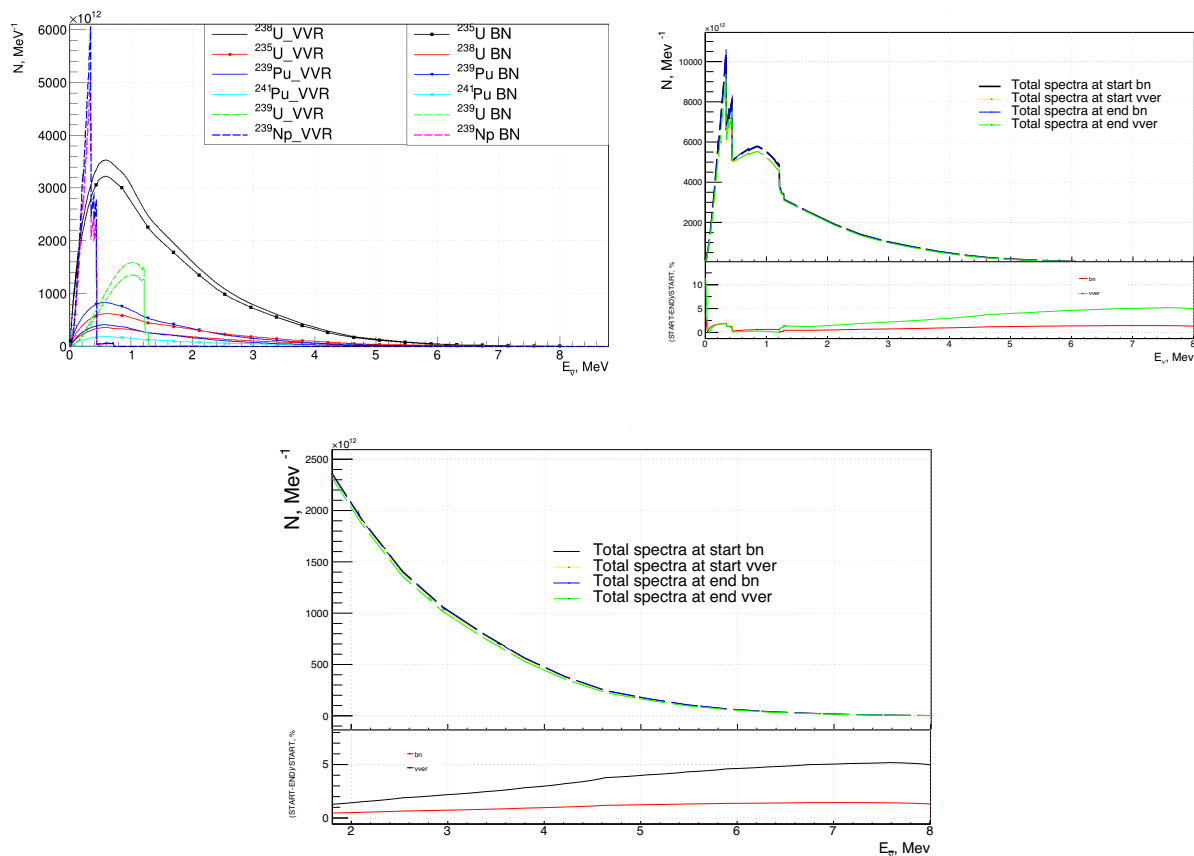 ×10¹²
N, MeV⁻¹
6000
5000
4000
3000
2000
1000
0
²³⁸U_VVR
²³⁵U_VVR
²³⁹Pu_VVR
²⁴¹Pu_VVR
²³⁹U_VVR
²³⁹Np_VVR
²³⁵U BN
²³⁸U BN
²³⁹Pu BN
²⁴¹Pu BN
²³⁹U BN
²³⁹Np BN
0 1 2 3 4 5 6 7 8
E_ν̅, MeV
×10¹²
N, Mev⁻¹
10000
8000
6000
4000
2000
Total spectra at start bn
Total spectra at start vver
Total spectra at end bn
Total spectra at end vver
(START-END)/START, %
10
5
0
bn
vver
0 1 2 3 4 5 6 7 8
E_ν, Mev
×10¹²
N, Mev⁻¹
2500
2000
1500
1000
500
0
Total spectra at start bn
Total spectra at start vver
Total spectra at end bn
Total spectra at end vver
(START-END)/START, %
5
0
bn
vver
2 3 4 5 6 7 8
E_ν̅, Mev